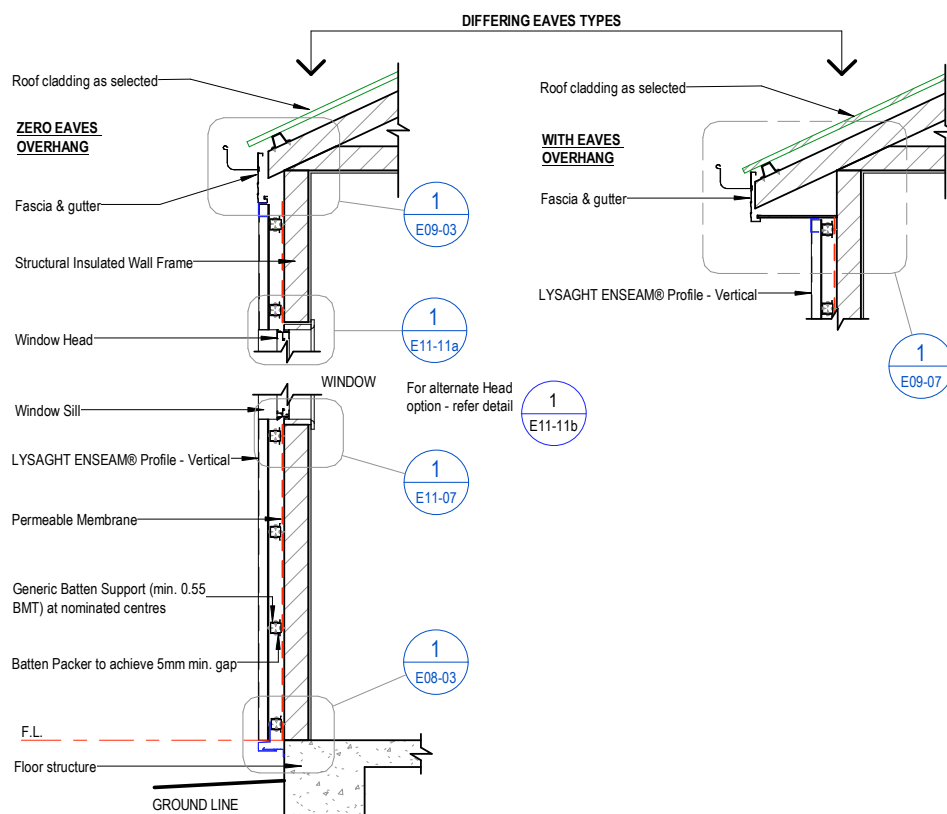 DIFFERING EAVES TYPES
Roof cladding as selected
ZERO EAVES
OVERHANG
Fascia & gutter
1
E09-03
Structural Insulated Wall Frame
Window Head
1
E11-11a
Roof cladding as selected
WITH EAVES
OVERHANG
Fascia & gutter
LYSAGHT ENSEAM® Profile - Vertical
1
E09-07
WINDOW
For alternate Head
option - refer detail
1
E11-11b
Window Sill
LYSAGHT ENSEAM® Profile - Vertical
1
E11-07
Permeable Membrane
Generic Batten Support (min. 0.55
BMT) at nominated centres
Batten Packer to achieve 5mm min. gap
1
E08-03
F.L.
Floor structure
GROUND LINE